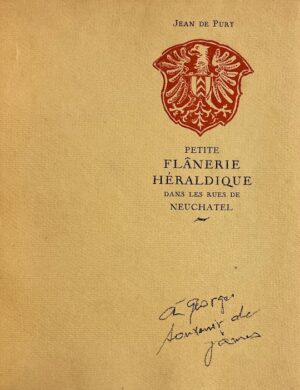 JEAN DE PURY
PETITE
FLÂNERIE
HÉRALDIQUE
DANS LES RUES DE
NEUCHATEL
à Georges
souvenir de
James